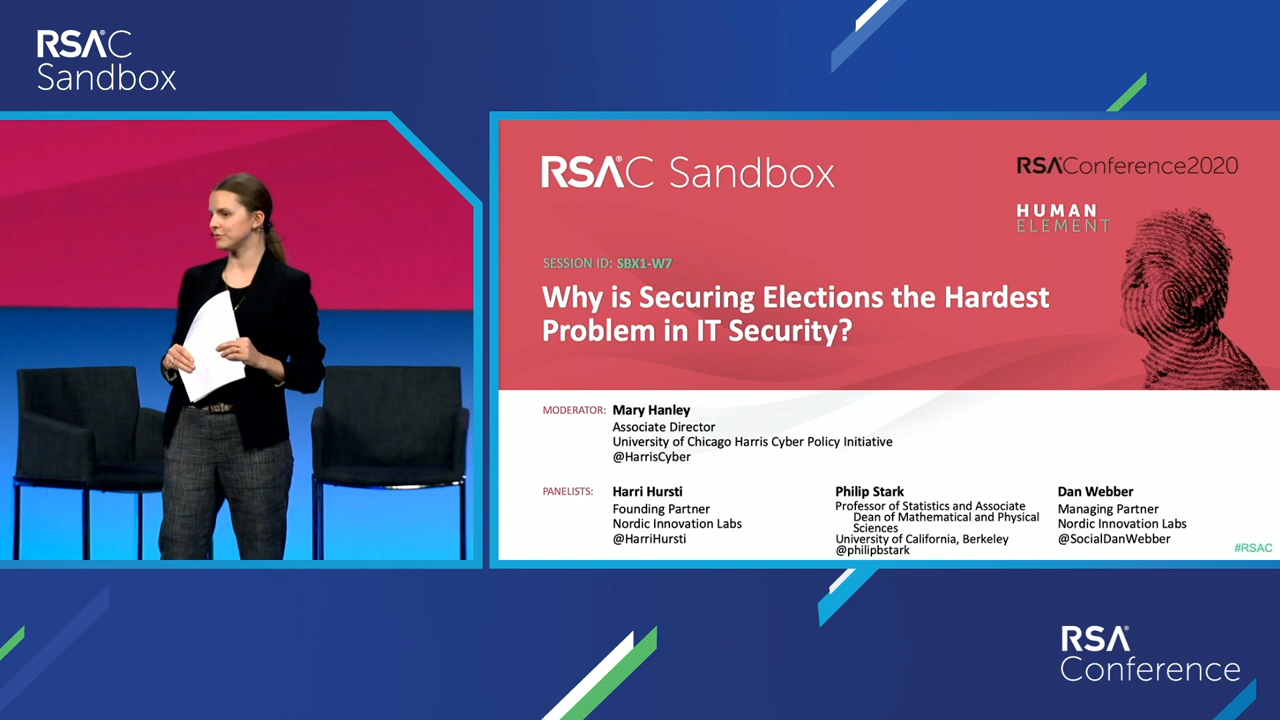 RSAC
Sandbox
RSAC Sandbox
RSAConference2020
HUMAN
ELEMENT
SESSION ID: SBX1-W7
Why is Securing Elections the Hardest
Problem in IT Security?
MODERATOR: Mary Hanley
Associate Director
University of Chicago Harris Cyber Policy Initiative
@HarrisCyber
PANELISTS: Harri Hursti
Founding Partner
Nordic Innovation Labs
@HarriHursti
Philip Stark
Professor of Statistics and Associate
Dean of Mathematical and Physical
Sciences
University of California, Berkeley
@philipbstark
Dan Webber
Managing Partner
Nordic Innovation Labs
@SocialDanWebber
#RSAC
RSA®
Conference